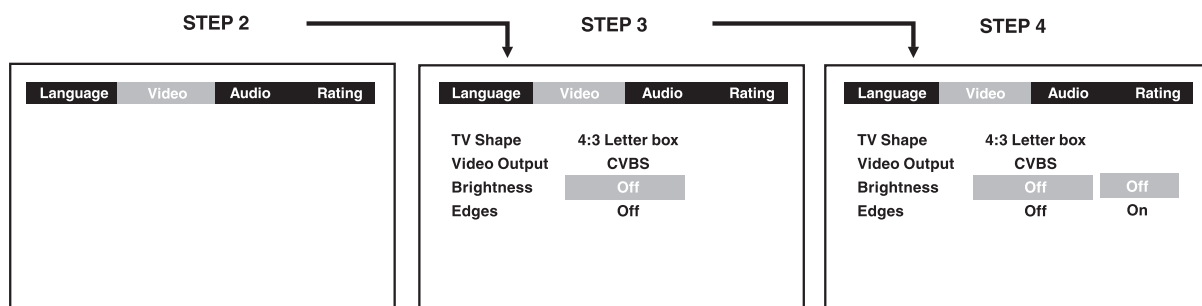 STEP 2
STEP 3
STEP 4
Language Video Audio Rating
Language Video Audio Rating
TV Shape 4:3 Letter box
Video Output CVBS
Brightness Off
Edges Off
Language Video Audio Rating
TV Shape 4:3 Letter box
Video Output CVBS
Brightness Off Off
Edges Off On